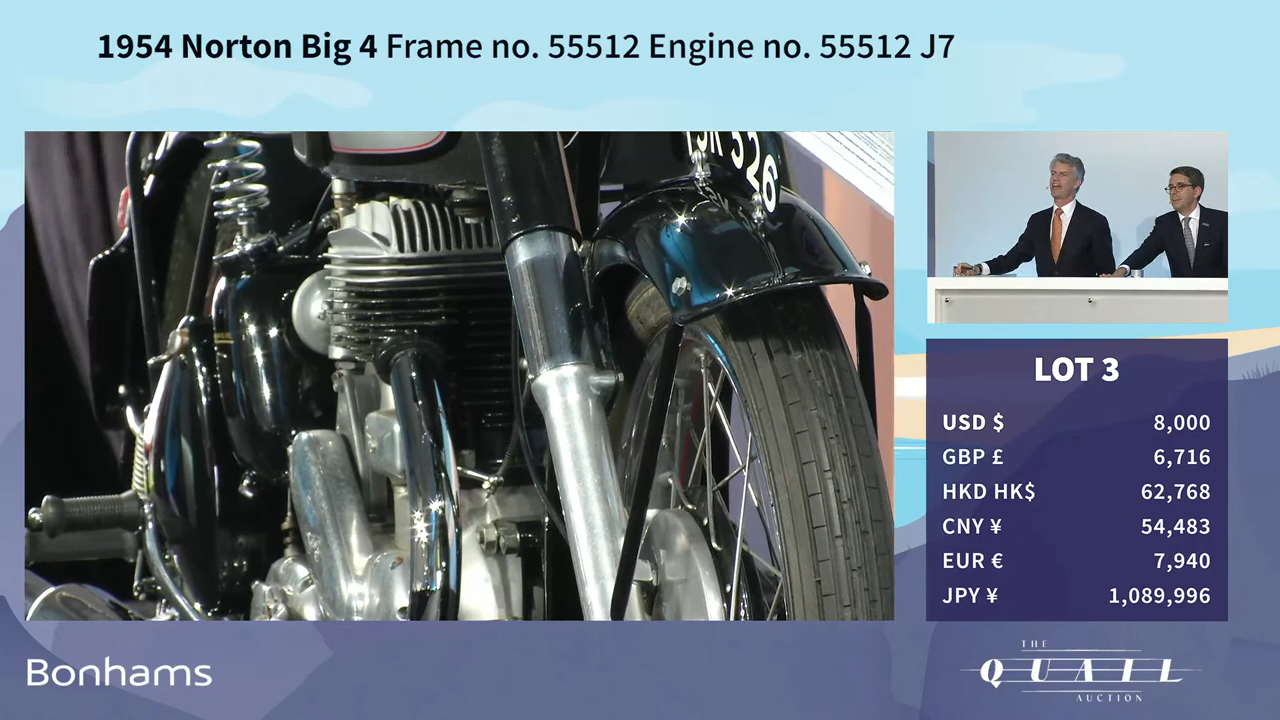 1954 Norton Big 4 Frame no. 55512 Engine no. 55512 J7
326
LOT 3
USD $ 8,000
GBP £ 6,716
HKD HK$ 62,768
CNY ¥ 54,483
EUR € 7,940
JPY ¥ 1,089,996
Bonhams
THE
QUAIL
AUCTION